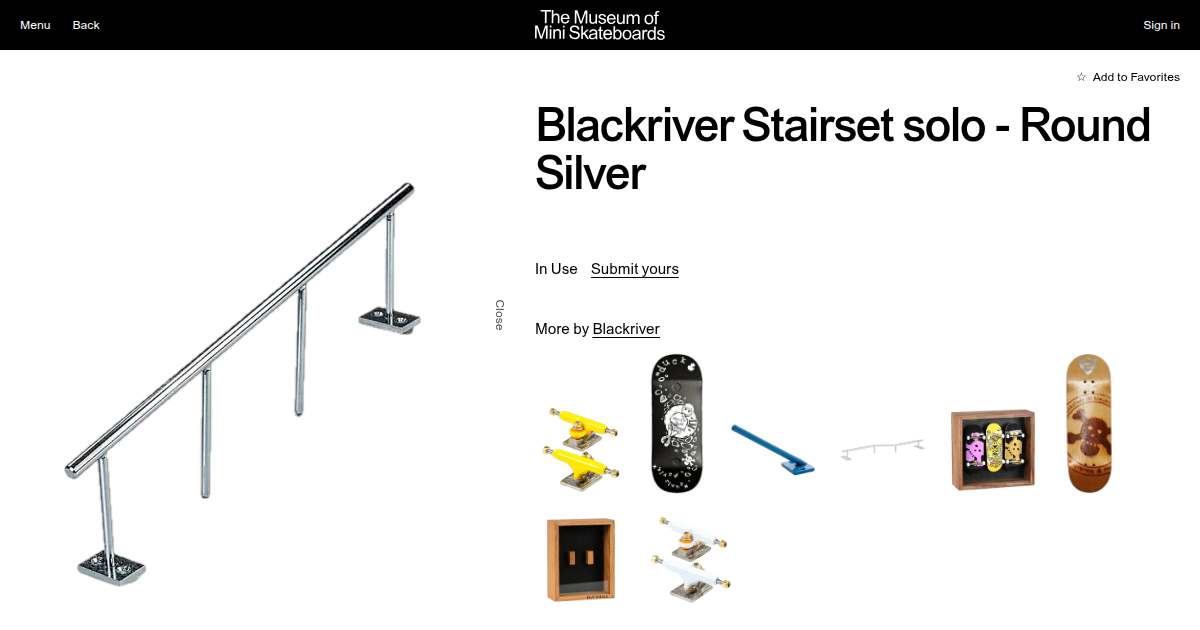 Menu
Back
The Museum of
Mini Skateboards
Sign in
☆ Add to Favorites
Blackriver Stairset solo - Round
Silver
In Use
Submit yours
Close
More by Blackriver